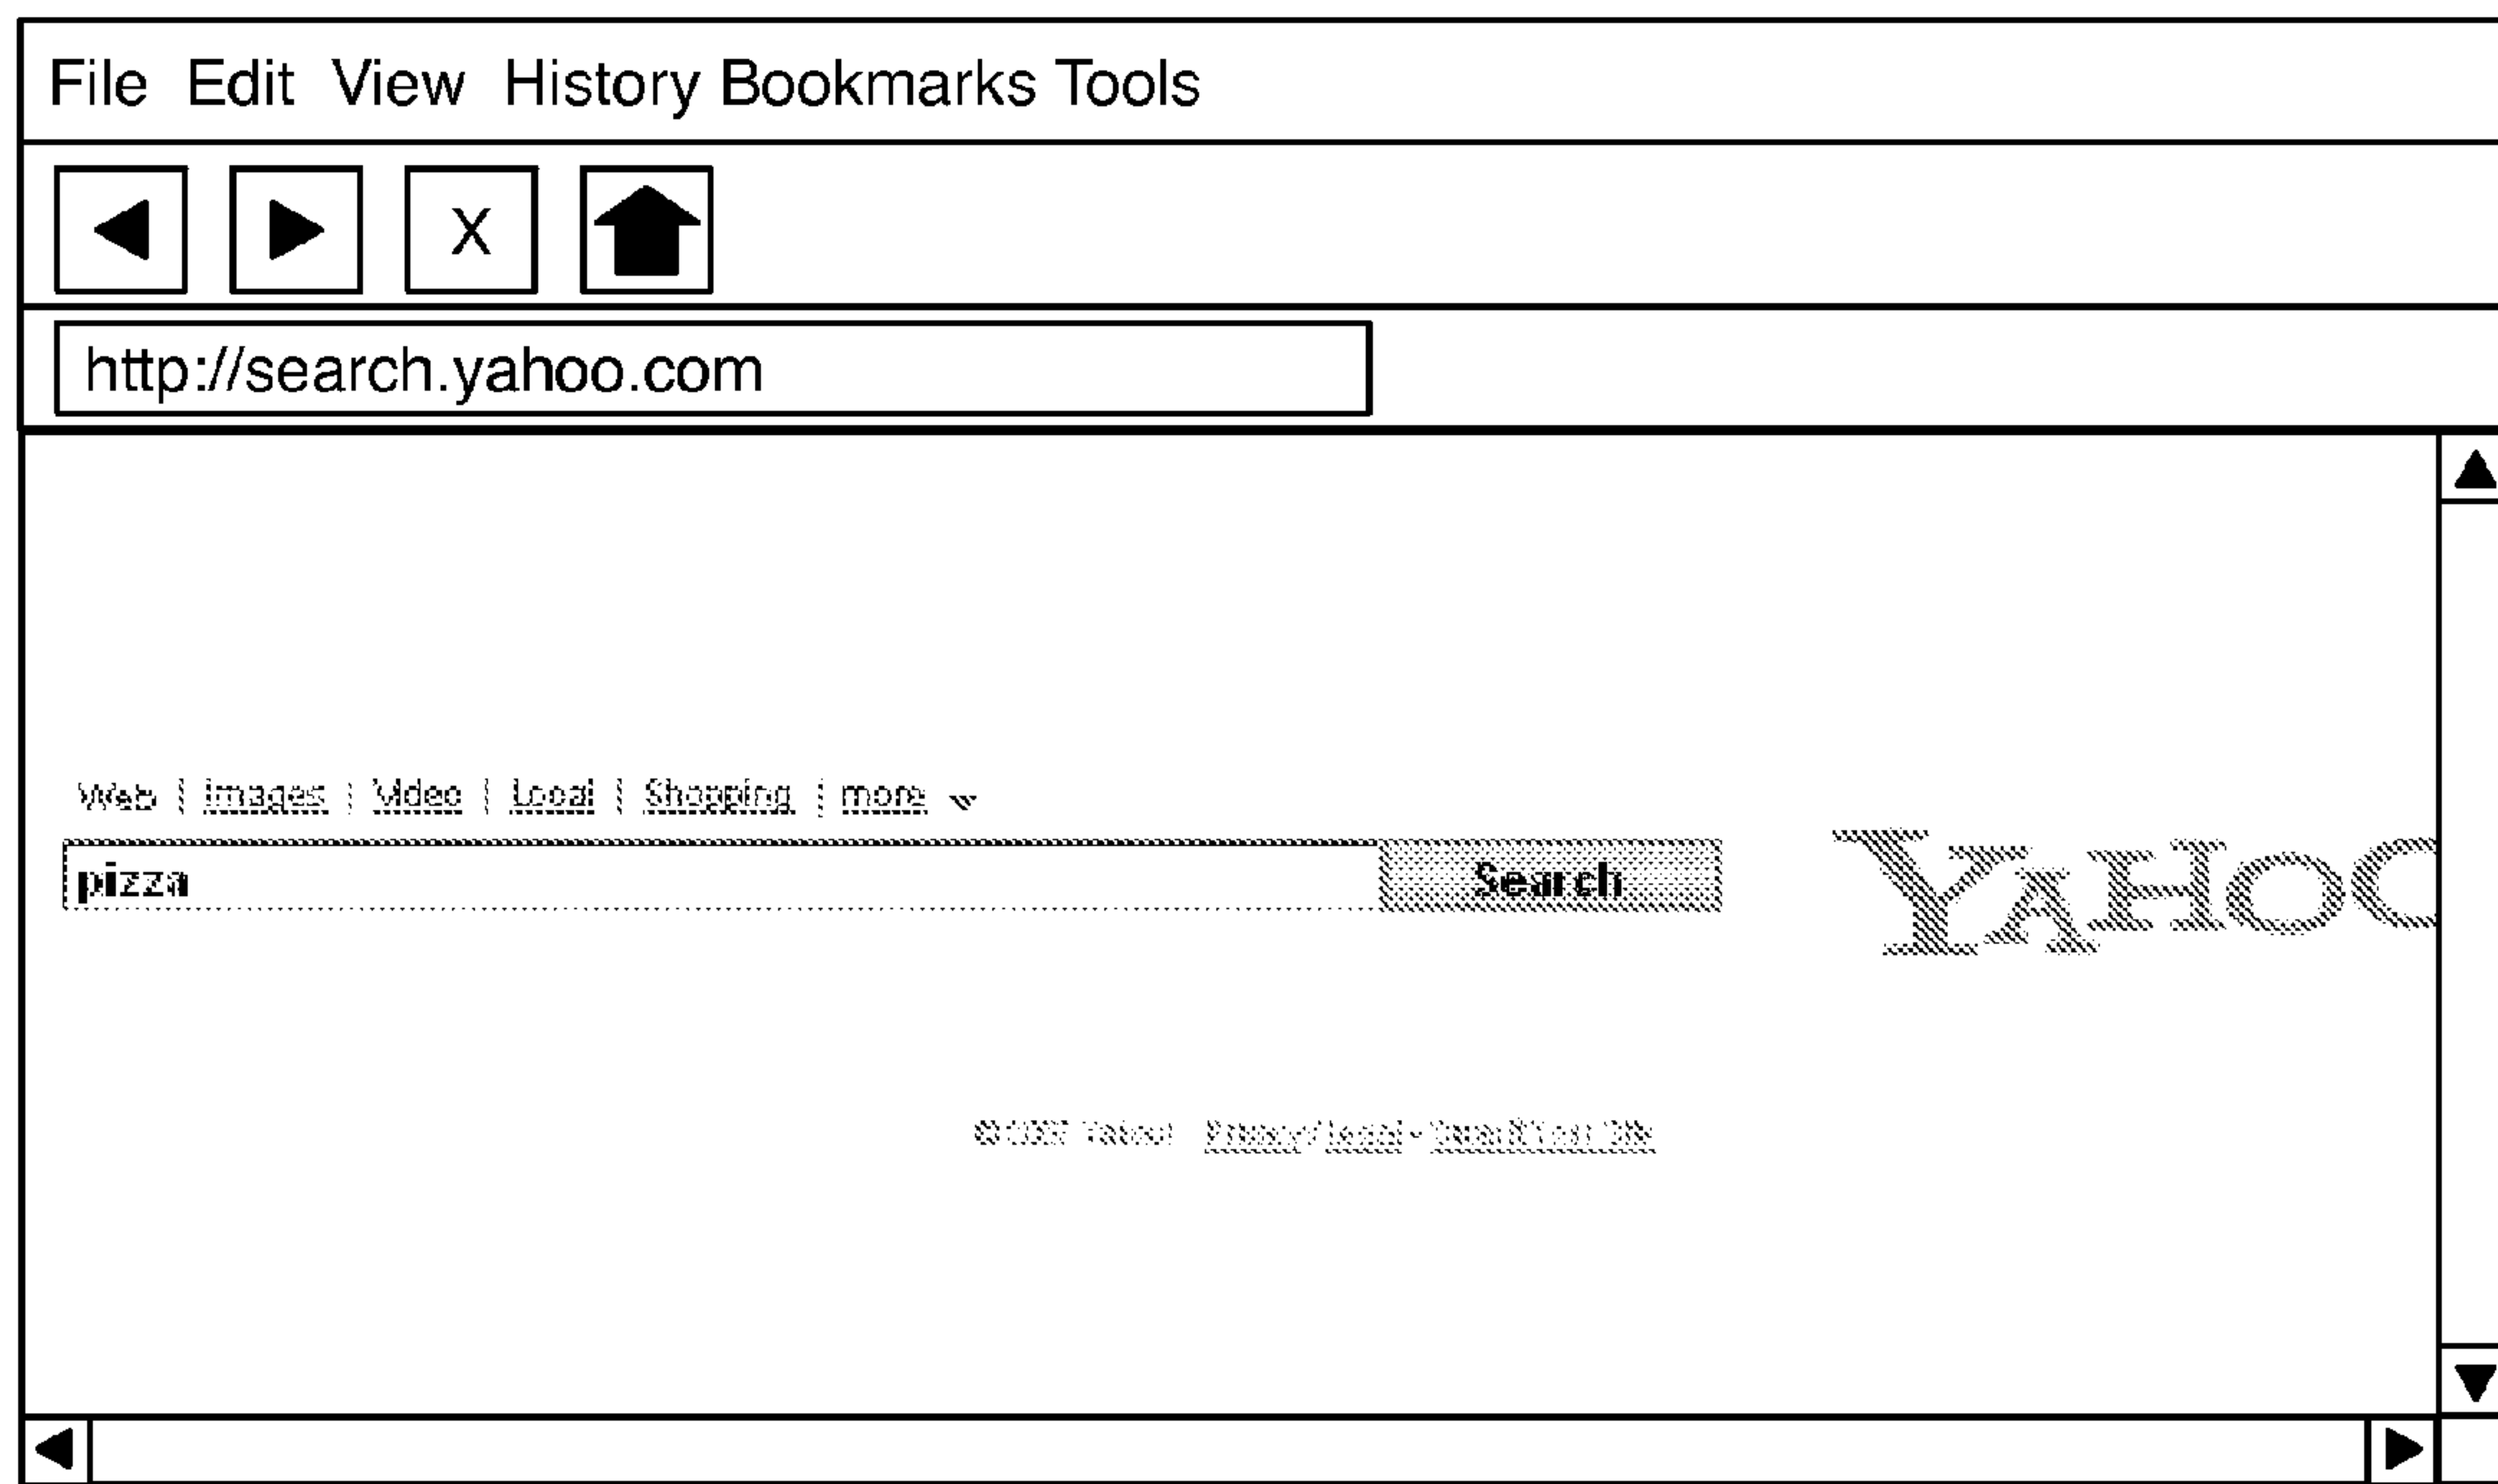 File Edit View History Bookmarks Tools
X
http://search.yahoo.com
Web | Images | Video | Local | Shopping | more
pizza Search YAHOO